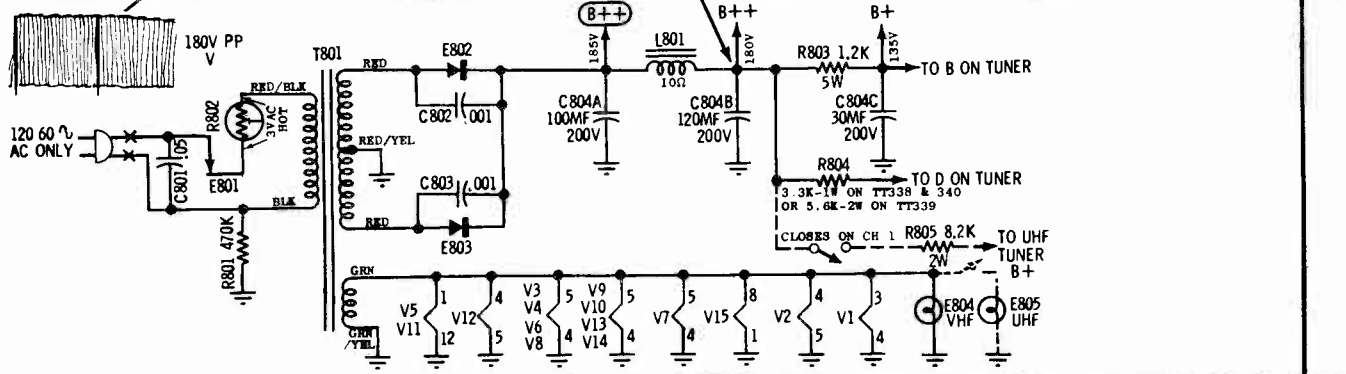 180V PP
V
T801
RED
E802
C802 .001
RED/YEL
C803 .001
RED
E803
B++
185V
L801
10Ω
C804A
100MF
200V
B++
180V
C804B
120MF
200V
R803 1.2K
5W
B+
135V
TO B ON TUNER
C804C
30MF
200V
R804
TO D ON TUNER
3.3K-1W ON TT338 & 340
OR 5.6K-2W ON TT339
CLOSES ON CH 1
R805 8.2K
2W
TO UHF
TUNER
B+
RED/BLK
R802
3VAC
HOT
120 60 ~
AC ONLY
C801 .05
E801
BLK
R801 470K
GRN
GRN
/YEL
V5
V11
1
12
V12
4
5
V3
V4
V6
V8
5
4
V9
V10
V13
V14
5
4
V7
5
4
V15
8
1
V2
4
5
V1
3
4
E804
VHF
E805
UHF